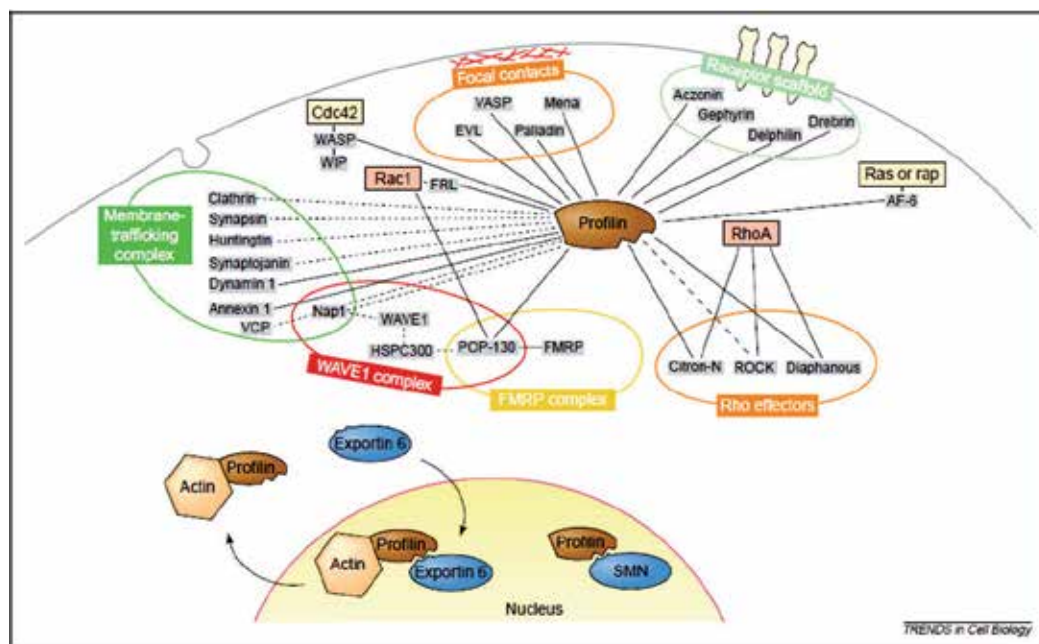 Focal contacts
Receptor scaffold
VASP
Mena
EVL
Palladin
Aczonin
Gephyrin
Delphilin
Drebrin
Cdc42
WASP
WIP
Rac1
FRL
Ras or rap
AF-6
Profilin
RhoA
Membrane-
trafficking
complex
Clathrin
Synapsin
Huntingtin
Synaptojanin
Dynamin 1
Annexin 1
VCP
Nap1
WAVE1
HSPC300
POP-130
FMRP
WAVE1 complex
FMRP complex
Citron-N
ROCK
Diaphanous
Rho effectors
Exportin 6
Profilin
Actin
Profilin
Actin
Exportin 6
Profilin
SMN
Nucleus
TRENDS in Cell Biology